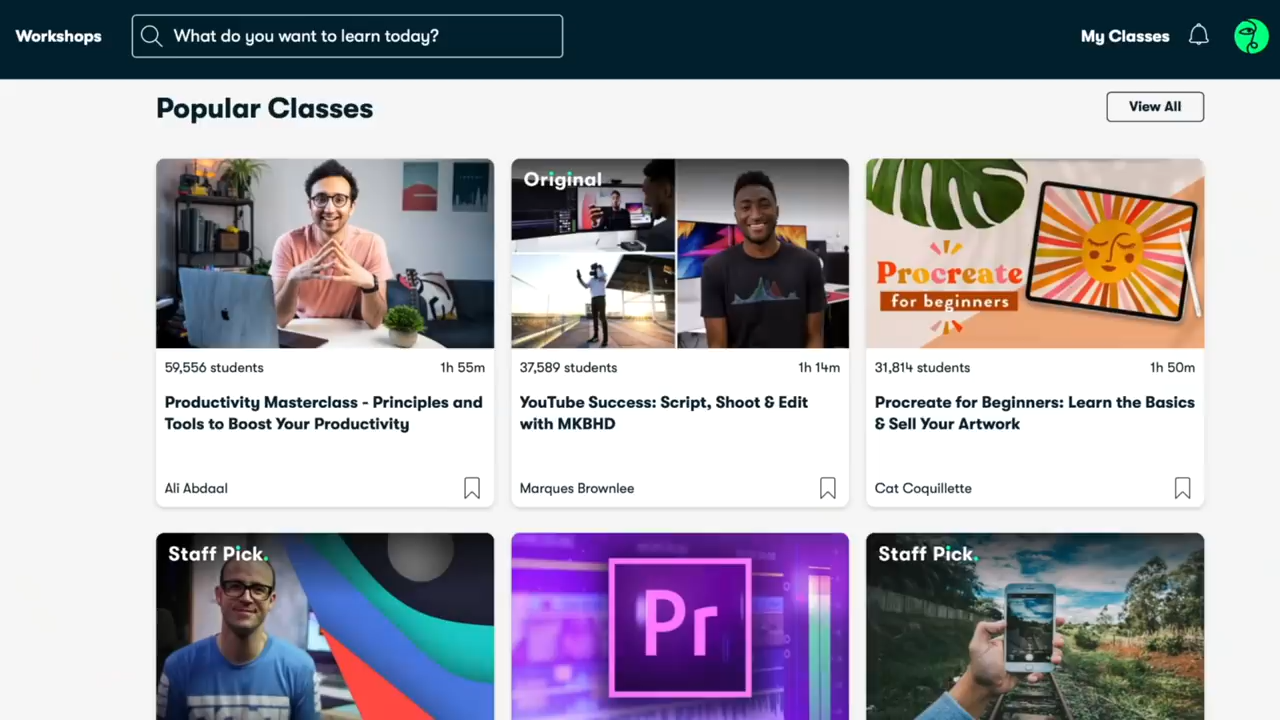 Workshops
What do you want to learn today?
My Classes
Popular Classes
View All
Original
Procreate
for beginners
59,556 students
1h 55m
37,589 students
1h 14m
31,814 students
1h 50m
Productivity Masterclass - Principles and
Tools to Boost Your Productivity
YouTube Success: Script, Shoot & Edit
with MKBHD
Procreate for Beginners: Learn the Basics
& Sell Your Artwork
Ali Abdaal
Marques Brownlee
Cat Coquillette
Staff Pick.
Pr
Staff Pick.